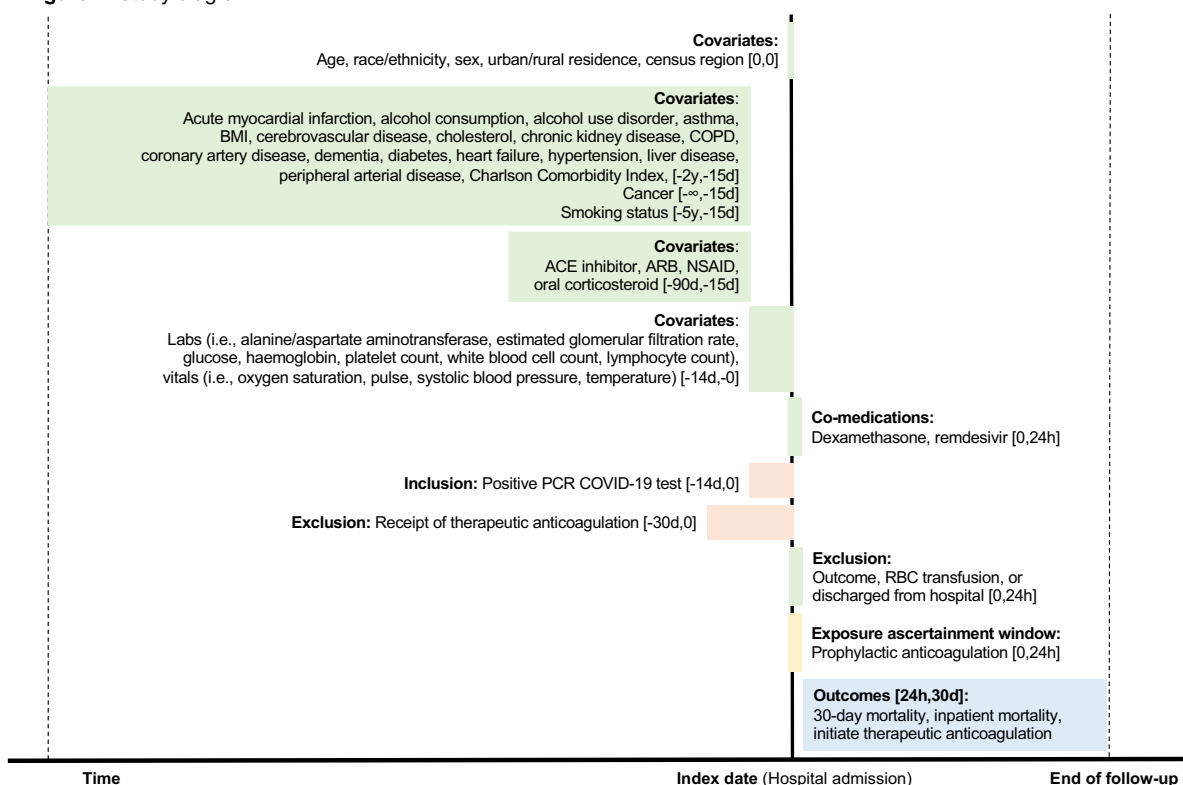 Covariates:
Age, race/ethnicity, sex, urban/rural residence, census region [0,0]
Covariates:
Acute myocardial infarction, alcohol consumption, alcohol use disorder, asthma,
BMI, cerebrovascular disease, cholesterol, chronic kidney disease, COPD,
coronary artery disease, dementia, diabetes, heart failure, hypertension, liver disease,
peripheral arterial disease, Charlson Comorbidity Index, [-2y,-15d]
Cancer [-∞,-15d]
Smoking status [-5y,-15d]
Covariates:
ACE inhibitor, ARB, NSAID,
oral corticosteroid [-90d,-15d]
Covariates:
Labs (i.e., alanine/aspartate aminotransferase, estimated glomerular filtration rate,
glucose, haemoglobin, platelet count, white blood cell count, lymphocyte count),
vitals (i.e., oxygen saturation, pulse, systolic blood pressure, temperature) [-14d,-0]
Co-medications:
Dexamethasone, remdesivir [0,24h]
Inclusion: Positive PCR COVID-19 test [-14d,0]
Exclusion: Receipt of therapeutic anticoagulation [-30d,0]
Exclusion:
Outcome, RBC transfusion, or
discharged from hospital [0,24h]
Exposure ascertainment window:
Prophylactic anticoagulation [0,24h]
Outcomes [24h,30d]:
30-day mortality, inpatient mortality,
initiate therapeutic anticoagulation
Time
Index date (Hospital admission)
End of follow-up